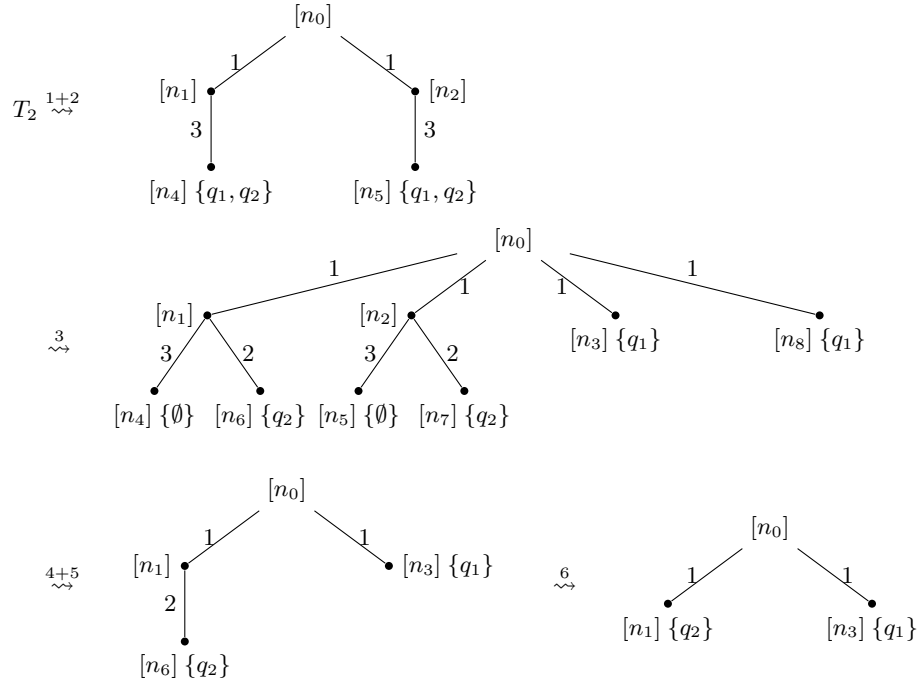 [n₀]
1 1
T₂ ⇝ 1+2 [n₁] [n₂]
3 3
[n₄] {q₁, q₂} [n₅] {q₁, q₂}
[n₀]
1 1 1 1
⇝ 3 [n₁] [n₂] [n₃] {q₁} [n₈] {q₁}
3 2 3 2
[n₄] {∅} [n₆] {q₂} [n₅] {∅} [n₇] {q₂}
[n₀]
1 1
⇝ 4+5 [n₁] [n₃] {q₁}
2
[n₆] {q₂}
⇝ 6
[n₀]
1 1
[n₁] {q₂} [n₃] {q₁}